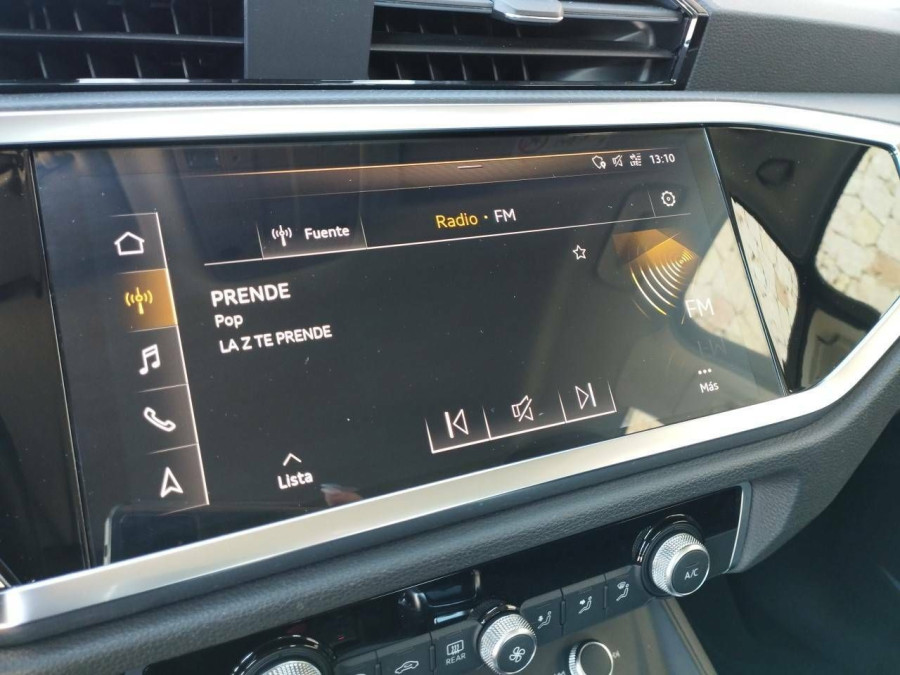 13:10
Fuente
Radio · FM
PRENDE
Pop
LA Z TE PRENDE
FM
Más
Lista
A/C
REAR